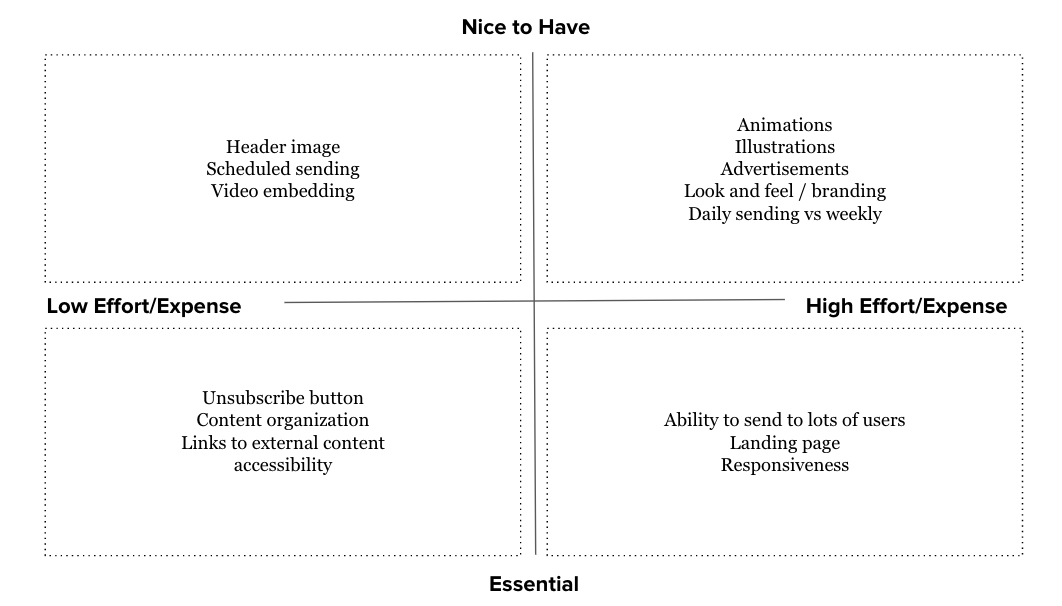 Nice to Have
Header image
Scheduled sending
Video embedding
Animations
Illustrations
Advertisements
Look and feel / branding
Daily sending vs weekly
Low Effort/Expense
High Effort/Expense
Unsubscribe button
Content organization
Links to external content
accessibility
Ability to send to lots of users
Landing page
Responsiveness
Essential